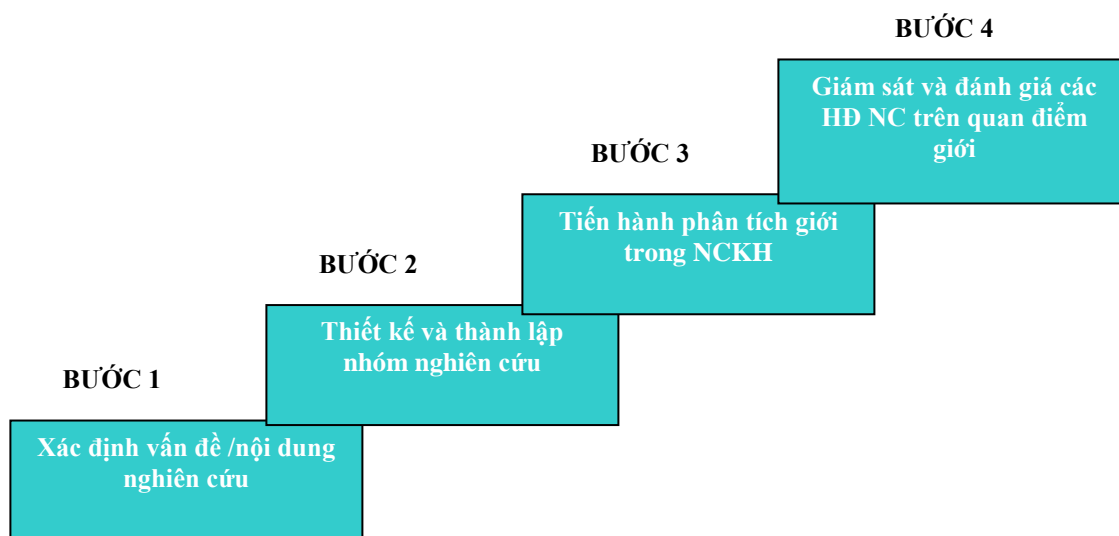 BƯỚC 4
Giám sát và đánh giá các
HĐ NC trên quan điểm
giới
BƯỚC 3
Tiến hành phân tích giới
trong NCKH
BƯỚC 2
Thiết kế và thành lập
nhóm nghiên cứu
BƯỚC 1
Xác định vấn đề /nội dung
nghiên cứu